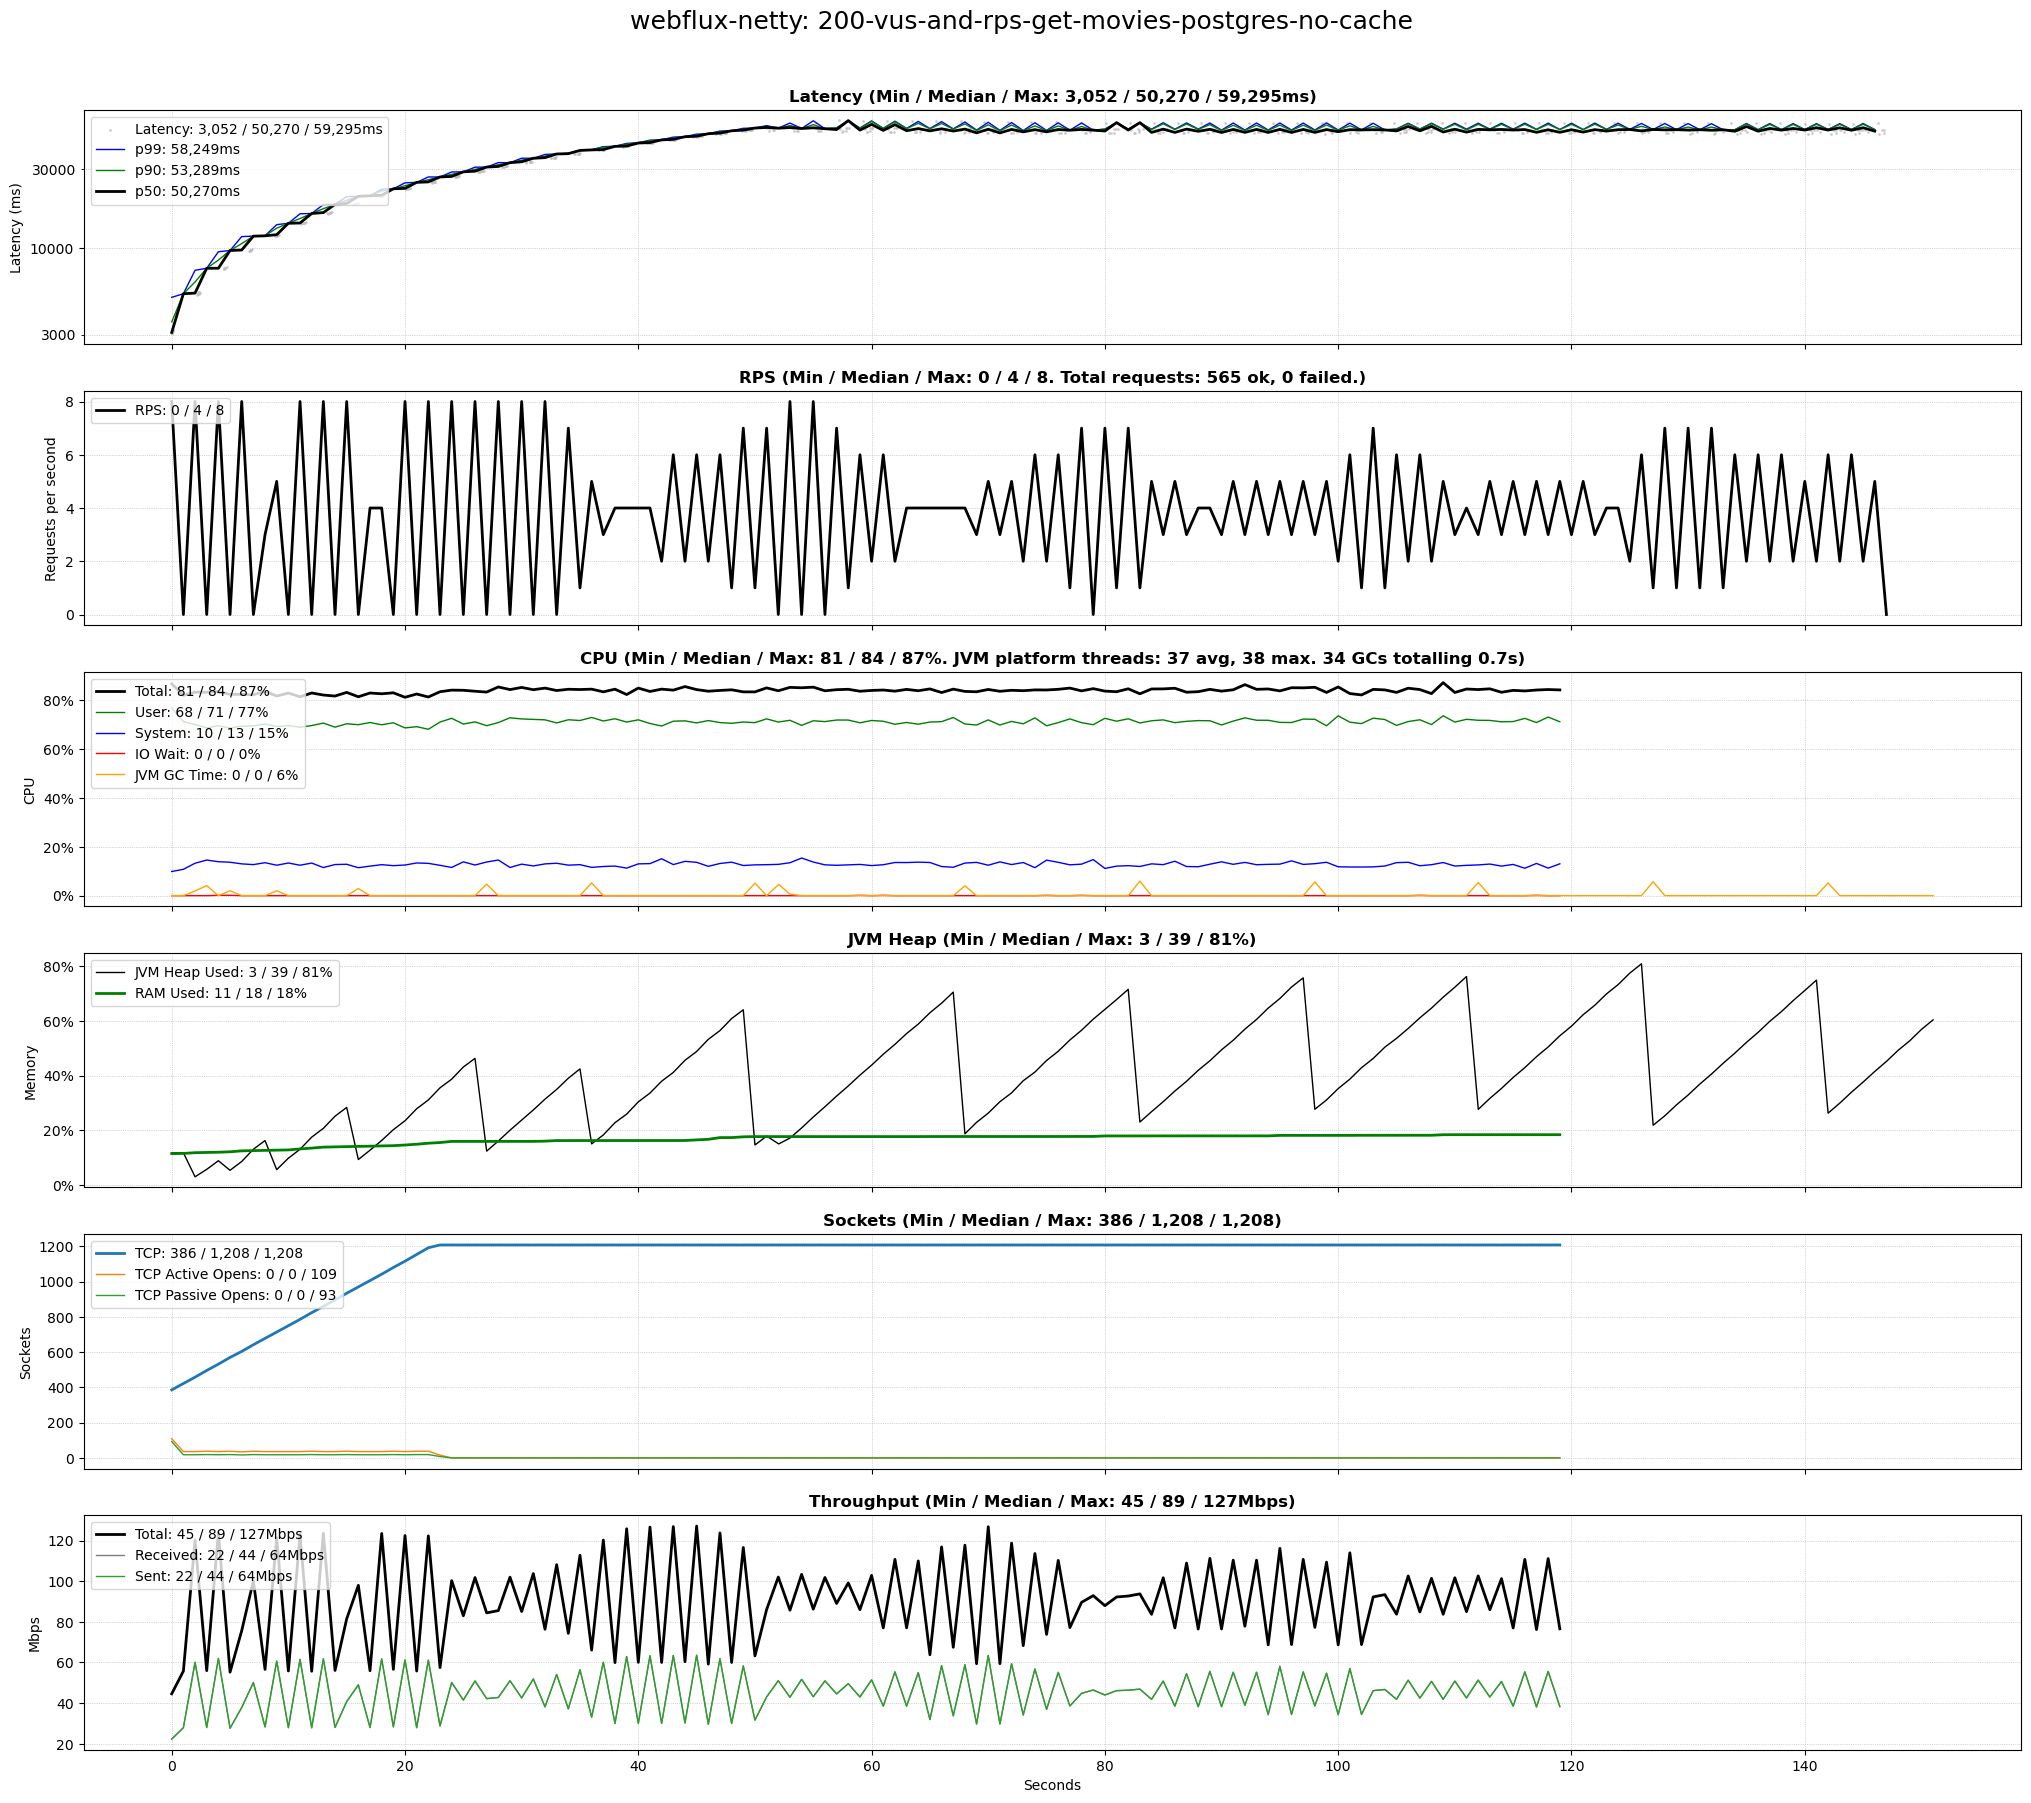 webflux-netty: 200-vus-and-rps-get-movies-postgres-no-cache
Latency (Min / Median / Max: 3,052 / 50,270 / 59,295ms)
Latency: 3,052 / 50,270 / 59,295ms
p99: 58,249ms
p90: 53,289ms
p50: 50,270ms
Latency (ms)
30000
10000
3000
RPS (Min / Median / Max: 0 / 4 / 8. Total requests: 565 ok, 0 failed.)
RPS: 0 / 4 / 8
Requests per second
8
6
4
2
0
CPU (Min / Median / Max: 81 / 84 / 87%. JVM platform threads: 37 avg, 38 max. 34 GCs totalling 0.7s)
Total: 81 / 84 / 87%
User: 68 / 71 / 77%
System: 10 / 13 / 15%
IO Wait: 0 / 0 / 0%
JVM GC Time: 0 / 0 / 6%
CPU
80%
60%
40%
20%
0%
JVM Heap (Min / Median / Max: 3 / 39 / 81%)
JVM Heap Used: 3 / 39 / 81%
RAM Used: 11 / 18 / 18%
Memory
80%
60%
40%
20%
0%
Sockets (Min / Median / Max: 386 / 1,208 / 1,208)
TCP: 386 / 1,208 / 1,208
TCP Active Opens: 0 / 0 / 109
TCP Passive Opens: 0 / 0 / 93
Sockets
1200
1000
800
600
400
200
0
Throughput (Min / Median / Max: 45 / 89 / 127Mbps)
Total: 45 / 89 / 127Mbps
Received: 22 / 44 / 64Mbps
Sent: 22 / 44 / 64Mbps
Mbps
120
100
80
60
40
20
0 20 40 60 80 100 120 140
Seconds